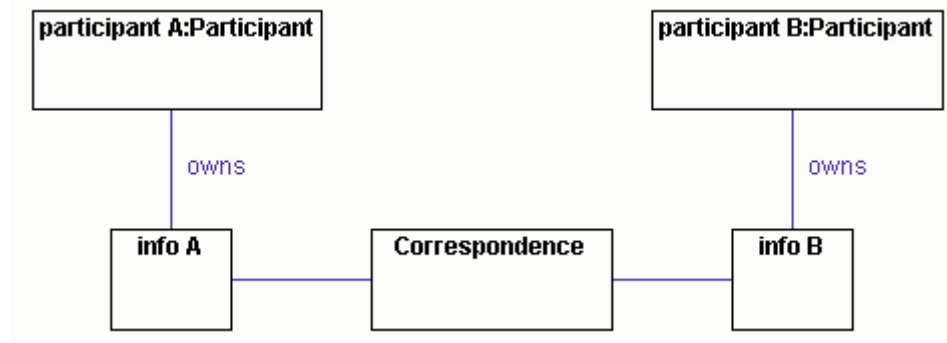 participant A:Participant
participant B:Participant
owns
owns
info A
Correspondence
info B